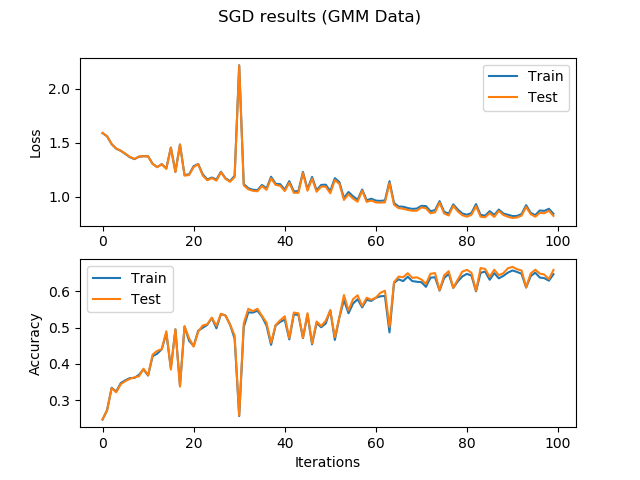 SGD results (GMM Data)
2.0
1.5
1.0
Loss
Train
Test
0 20 40 60 80 100
0.6
0.5
0.4
0.3
Accuracy
Train
Test
0 20 40 60 80 100
Iterations